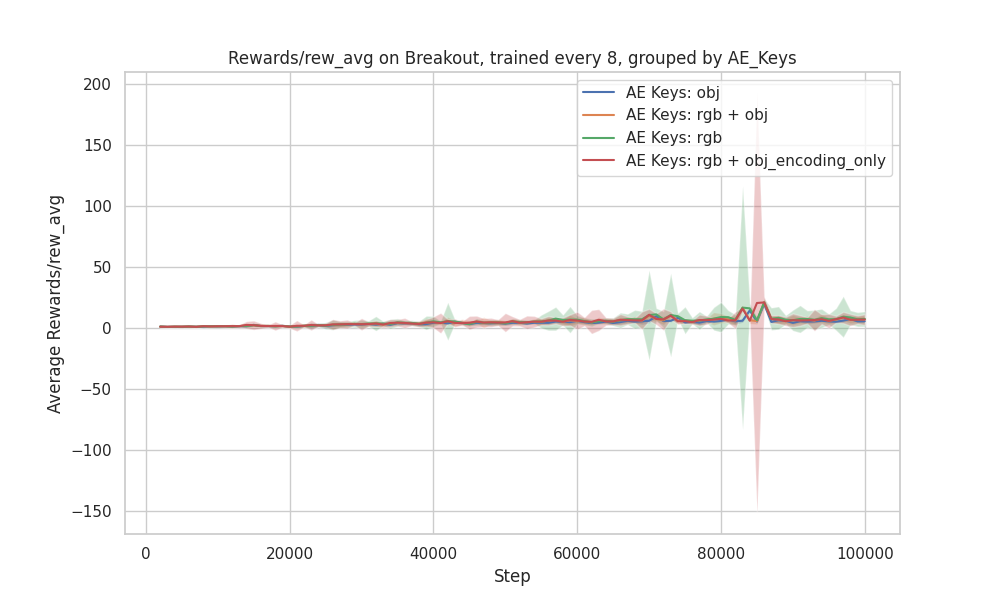 Rewards/rew_avg on Breakout, trained every 8, grouped by AE_Keys
AE Keys: obj
AE Keys: rgb + obj
AE Keys: rgb
AE Keys: rgb + obj_encoding_only
Average Rewards/rew_avg
200
150
100
50
0
−50
−100
−150
0 20000 40000 60000 80000 100000
Step